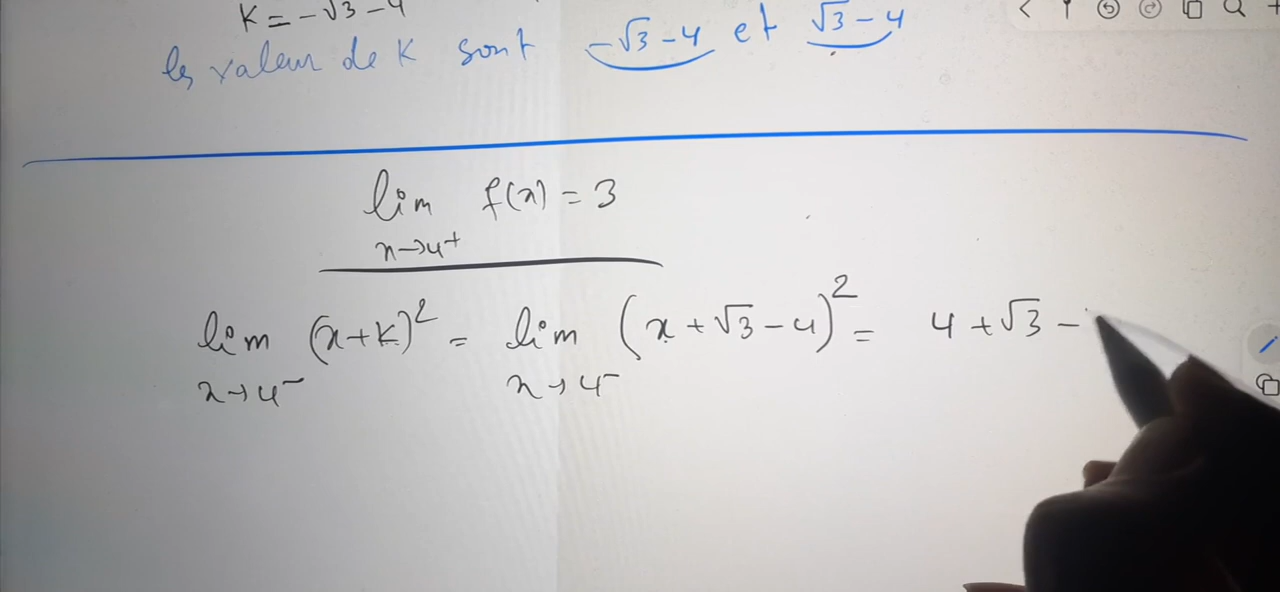 K = -√3 - 4
les valeur de K sont -√3 - 4 et √3 - 4
lim f(x) = 3
x→4+
lim (x+K)² = lim (x + √3 - 4)² = 4 + √3 -
x→4- x→4-